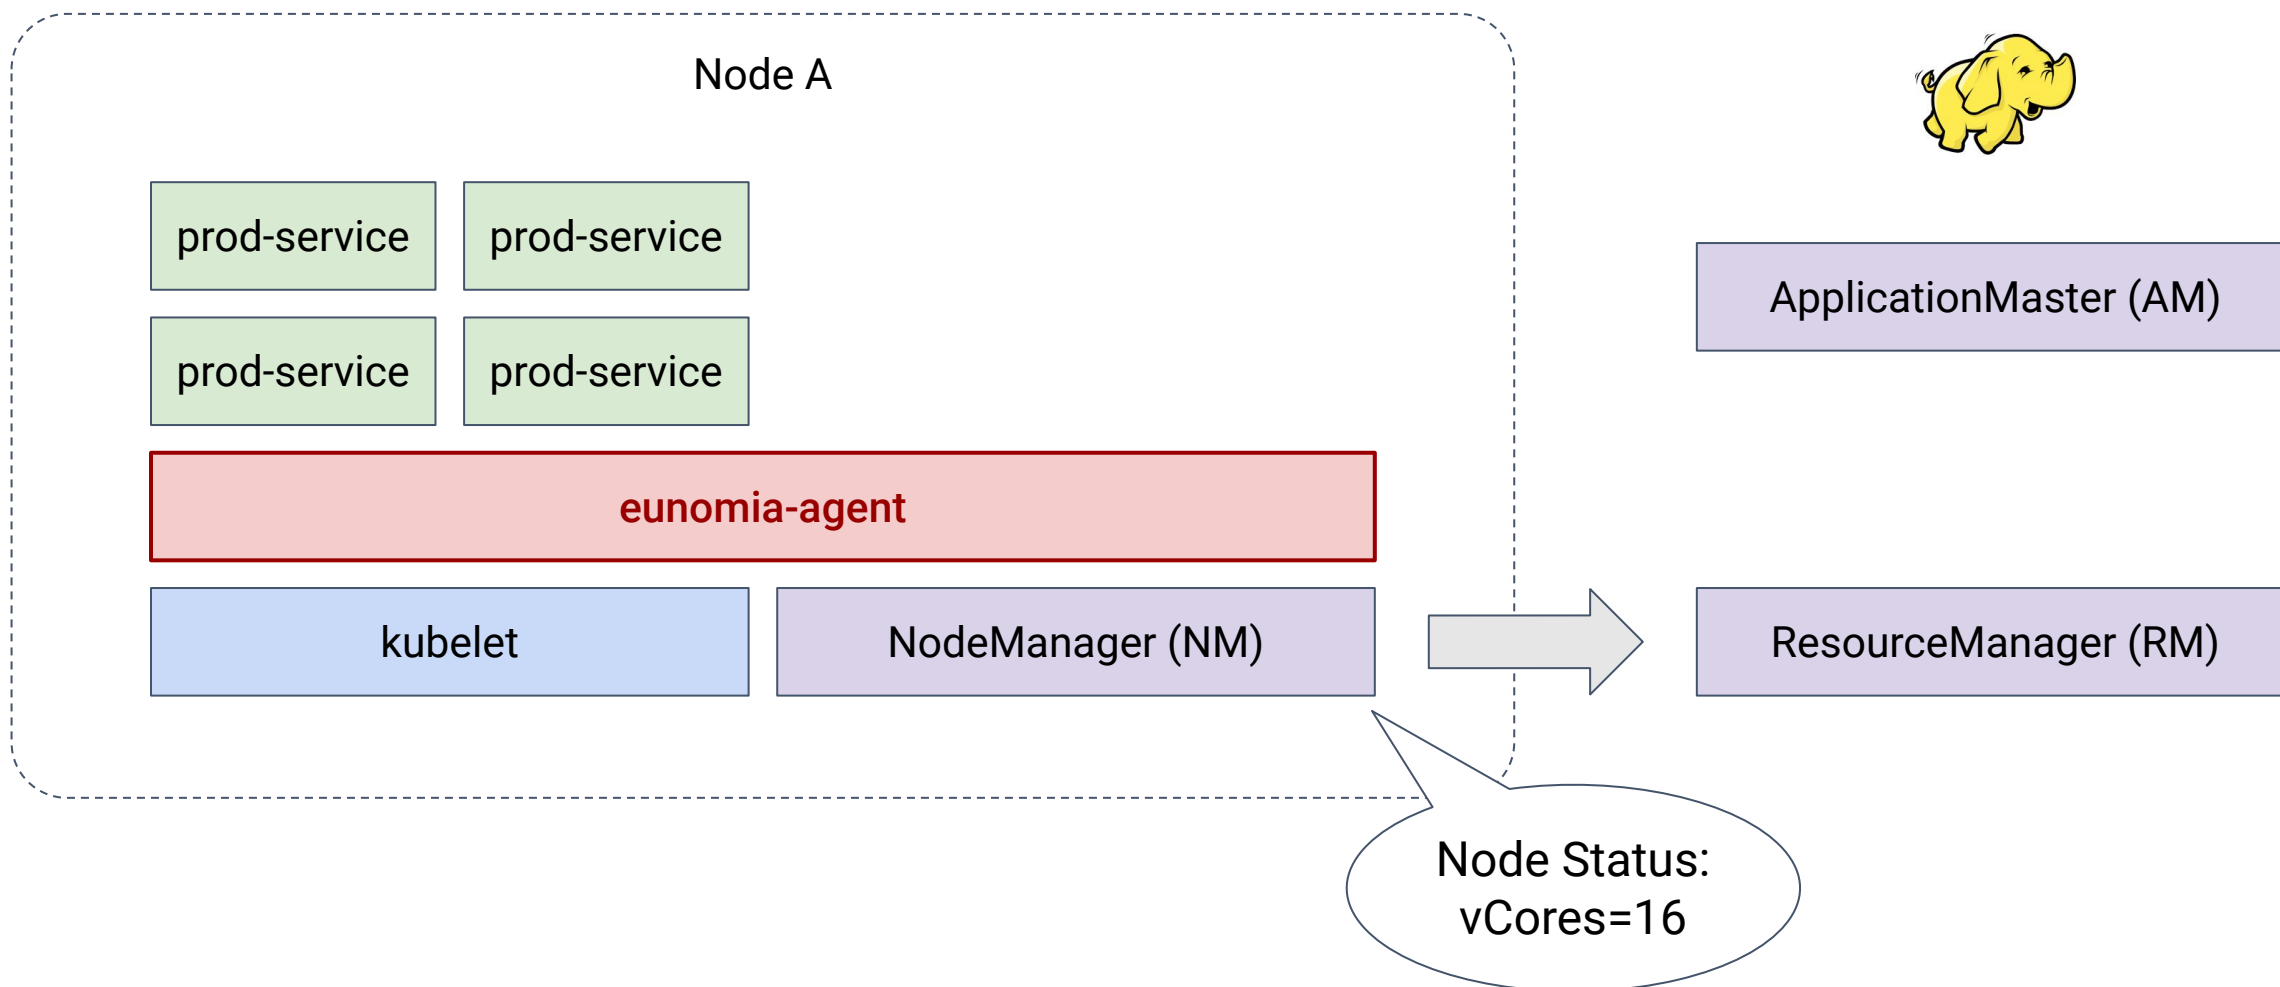 Node A
prod-service
prod-service
prod-service
prod-service
eunomia-agent
kubelet
NodeManager (NM)
ApplicationMaster (AM)
ResourceManager (RM)
Node Status:
vCores=16